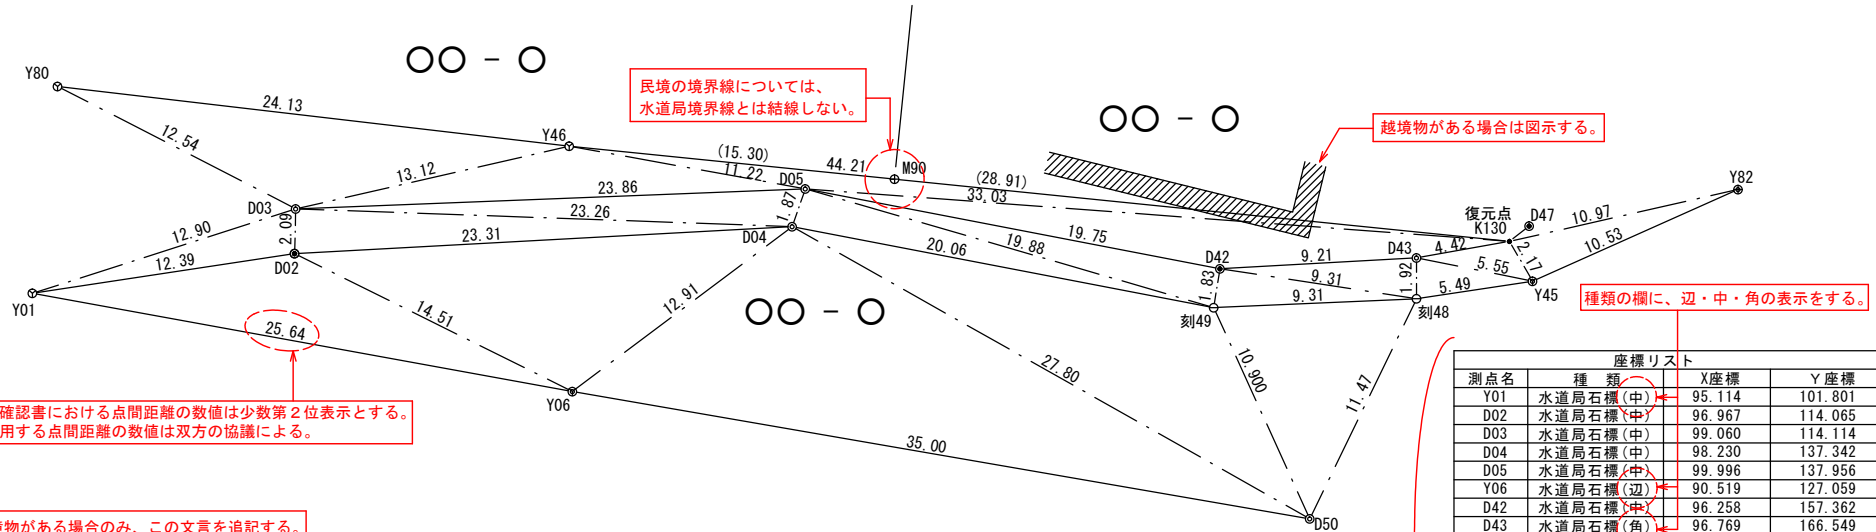 ○○ － ○
Y80
24.13
12.54
民境の境界線については、
水道局境界線とは結線しない。
○○ － ○
越境物がある場合は図示する。
Y46
(15.30)
44.21
M90
(28.91)
33.03
13.12
11.22
D05
23.86
1.87
Y82
D03
23.26
D04
復元点
K130
D47
10.97
12.90
2.09
23.31
20.06
19.88
19.75
D42
9.21
D43
4.42
2.17
10.53
12.39
D02
1.83
9.31
1.92
5.55
Y45
Y01
14.51
12.91
○○ － ○
刻49
9.31
刻48
5.49
種類の欄に、辺・中・角の表示をする。
25.64
27.80
10.900
11.47
Y06
35.00
D50
確認書における点間距離の数値は少数第２位表示とする。
用する点間距離の数値は双方の協議による。
物がある場合のみ、この文言を追記する。
座標リスト
測点名 種 類 X座標 Y座標
Y01 水道局石標(中) 95.114 101.801
D02 水道局石標(中) 96.967 114.065
D03 水道局石標(中) 99.060 114.114
D04 水道局石標(中) 98.230 137.342
D05 水道局石標(中) 99.996 137.956
Y06 水道局石標(辺) 90.519 127.059
D42 水道局石標(中) 96.258 157.362
D43 水道局石標(角) 96.769 166.549